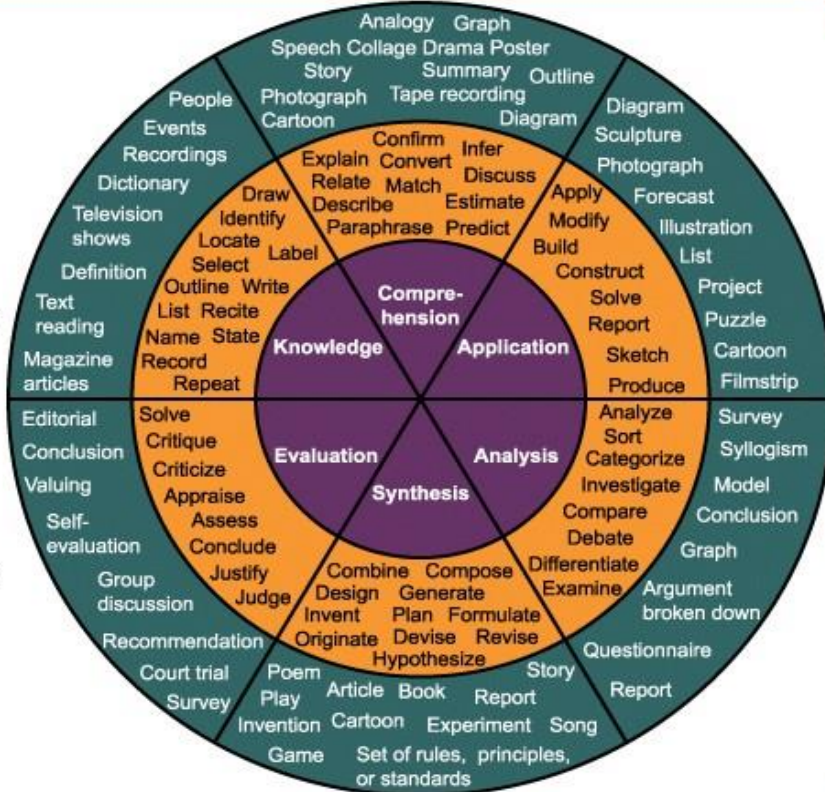 Analogy Graph
Speech Collage Drama Poster
Story Summary Outline
Photograph Tape recording
Cartoon Diagram
Confirm Infer
Explain Convert
Relate Match Discuss
Describe Estimate
Paraphrase Predict
Compre-
hension
Diagram
Sculpture
Photograph
Forecast
Illustration
List
Project
Puzzle
Cartoon
Filmstrip
Apply
Modify
Build
Construct
Solve
Report
Sketch
Produce
Application
Survey
Syllogism
Model
Conclusion
Graph
Argument
broken down
Questionnaire
Report
Analyze
Sort
Categorize
Investigate
Compare
Debate
Differentiate
Examine
Analysis
Synthesis
Combine Compose
Design Generate
Invent Plan Formulate
Originate Devise Revise
Hypothesize
Poem Story
Play Article Book Report
Invention Cartoon Experiment Song
Game Set of rules, principles,
or standards
Evaluation
Solve
Critique
Criticize
Appraise
Assess
Conclude
Justify
Judge
Editorial
Conclusion
Valuing
Self-
evaluation
Group
discussion
Recommendation
Court trial
Survey
Knowledge
Draw
Identify
Locate Label
Select
Outline Write
List Recite
Name State
Record
Repeat
People
Events
Recordings
Dictionary
Television
shows
Definition
Text
reading
Magazine
articles